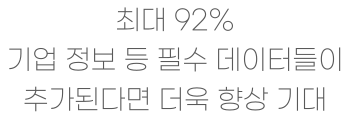 최대 92%
기업 정보 등 필수 데이터들이
추가된다면 더욱 향상 기대